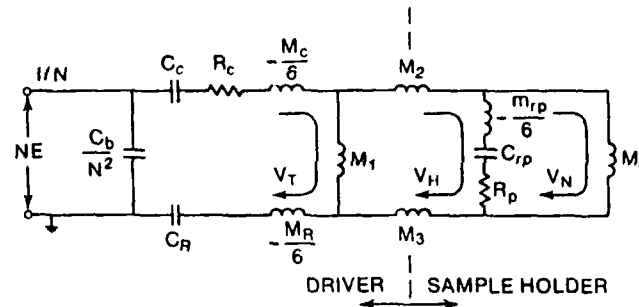 I/N
C_c
R_c
-M_c/6
M_2
NE
C_b/N^2
V_T
M_1
V_H
-m_rp/6
C_rp
R_p
V_N
M
C_R
-M_R/6
M_3
DRIVER
SAMPLE HOLDER